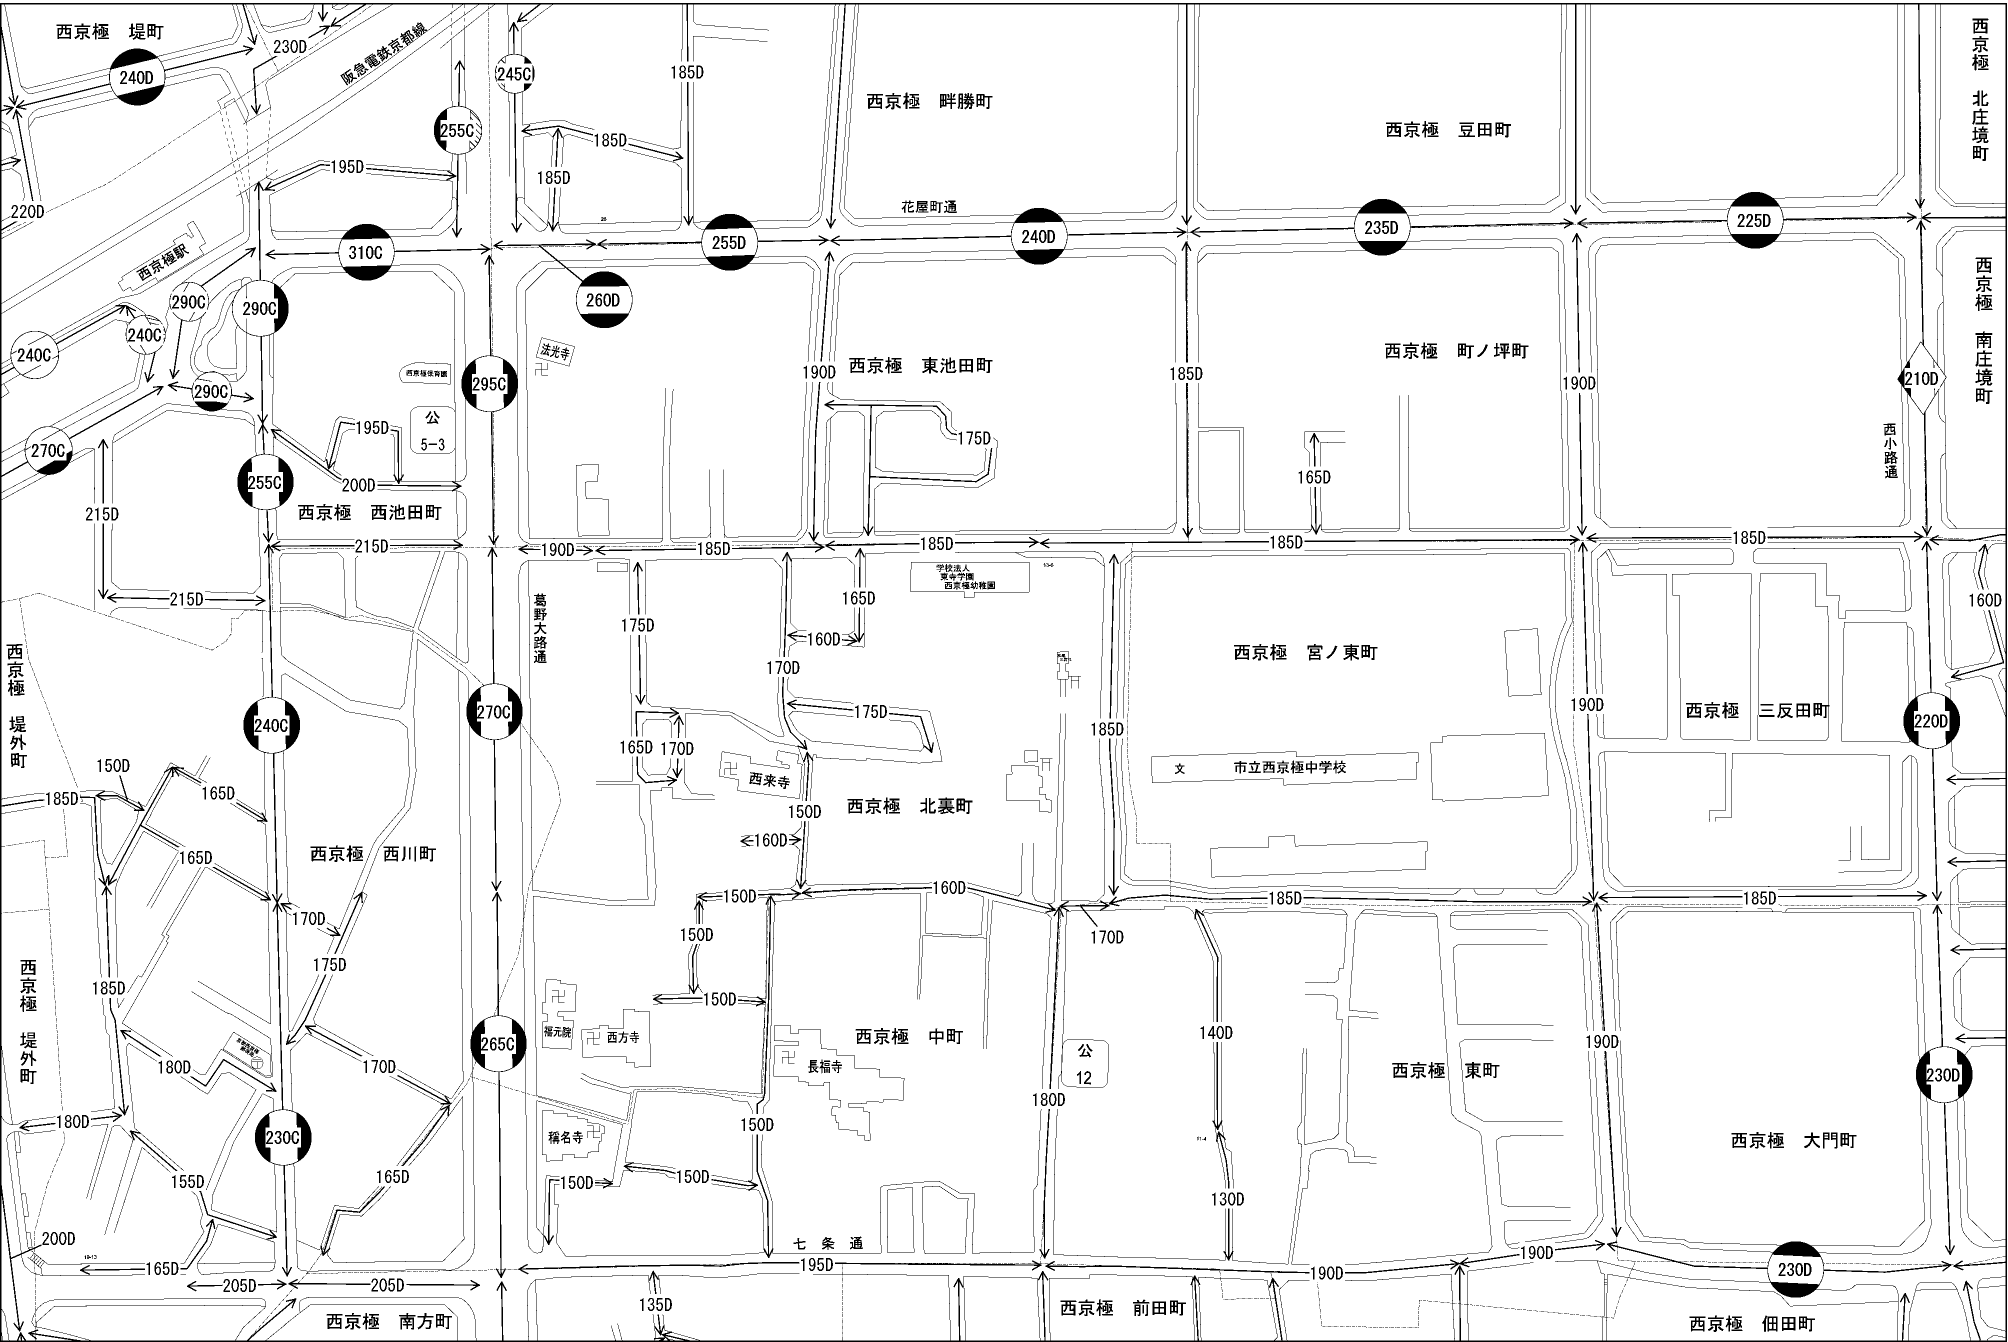 西京極　堤町
230D
240D
阪急電鉄京都線
245C
185D
西京極　畔勝町
西京極　豆田町
西京極　北庄境町
255C
185D
185D
195D
220D
花屋町通
西京極駅
310C
255D
240D
235D
225D
260D
290C
290C
240C
240C
290C
270C
295C
法光寺
西京極保育園
公
5-3
195D
200D
255C
西京極　西池田町
西京極　東池田町
190D
175D
185D
西京極　町ノ坪町
165D
190D
210D
西小路通
西京極　南庄境町
215D
215D
215D
190D
185D
185D
185D
185D
葛野大路通
175D
165D
160D
170D
175D
165D
170D
学校法人
東寺学園
西京極幼稚園
185D
西京極　宮ノ東町
190D
西京極　三反田町
160D
220D
西京極　堤外町
240C
270C
西来寺
150D
160D
西京極　北裏町
文
市立西京極中学校
150D
185D
165D
165D
西京極　西川町
170D
175D
150D
160D
170D
185D
185D
150D
150D
西京極　堤外町
185D
180D
170D
265C
福元院
西方寺
長福寺
西京極　中町
公
12
140D
西京極　東町
190D
230D
180D
180D
155D
230C
165D
稱名寺
150D
150D
150D
130D
西京極　大門町
200D
165D
205D
205D
七条通
195D
190D
190D
230D
西京極　南方町
135D
西京極　前田町
西京極　佃田町